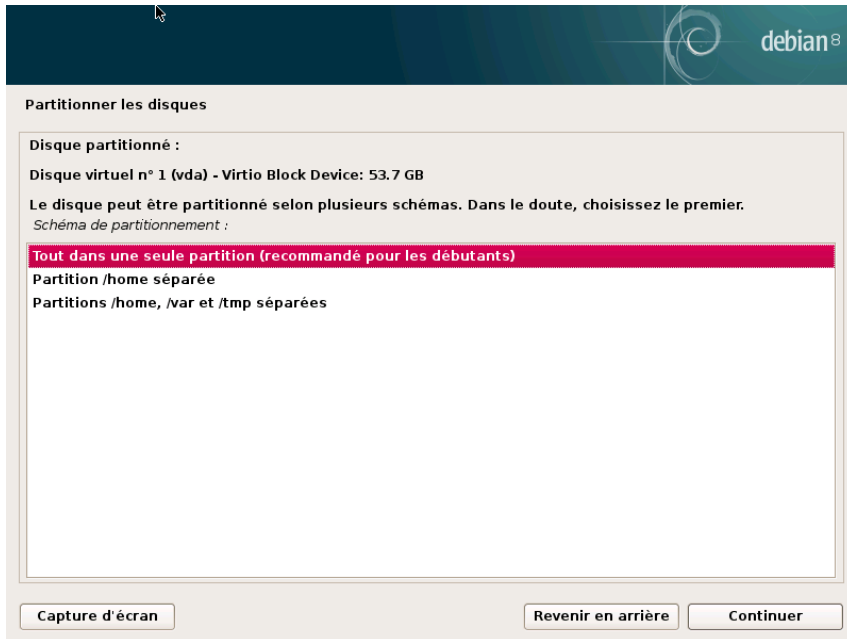 debian 8
Partitionner les disques
Disque partitionné :
Disque virtuel n° 1 (vda) - Virtio Block Device: 53.7 GB
Le disque peut être partitionné selon plusieurs schémas. Dans le doute, choisissez le premier.
Schéma de partitionnement :
Tout dans une seule partition (recommandé pour les débutants)
Partition /home séparée
Partitions /home, /var et /tmp séparées
Capture d'écran
Revenir en arrière
Continuer